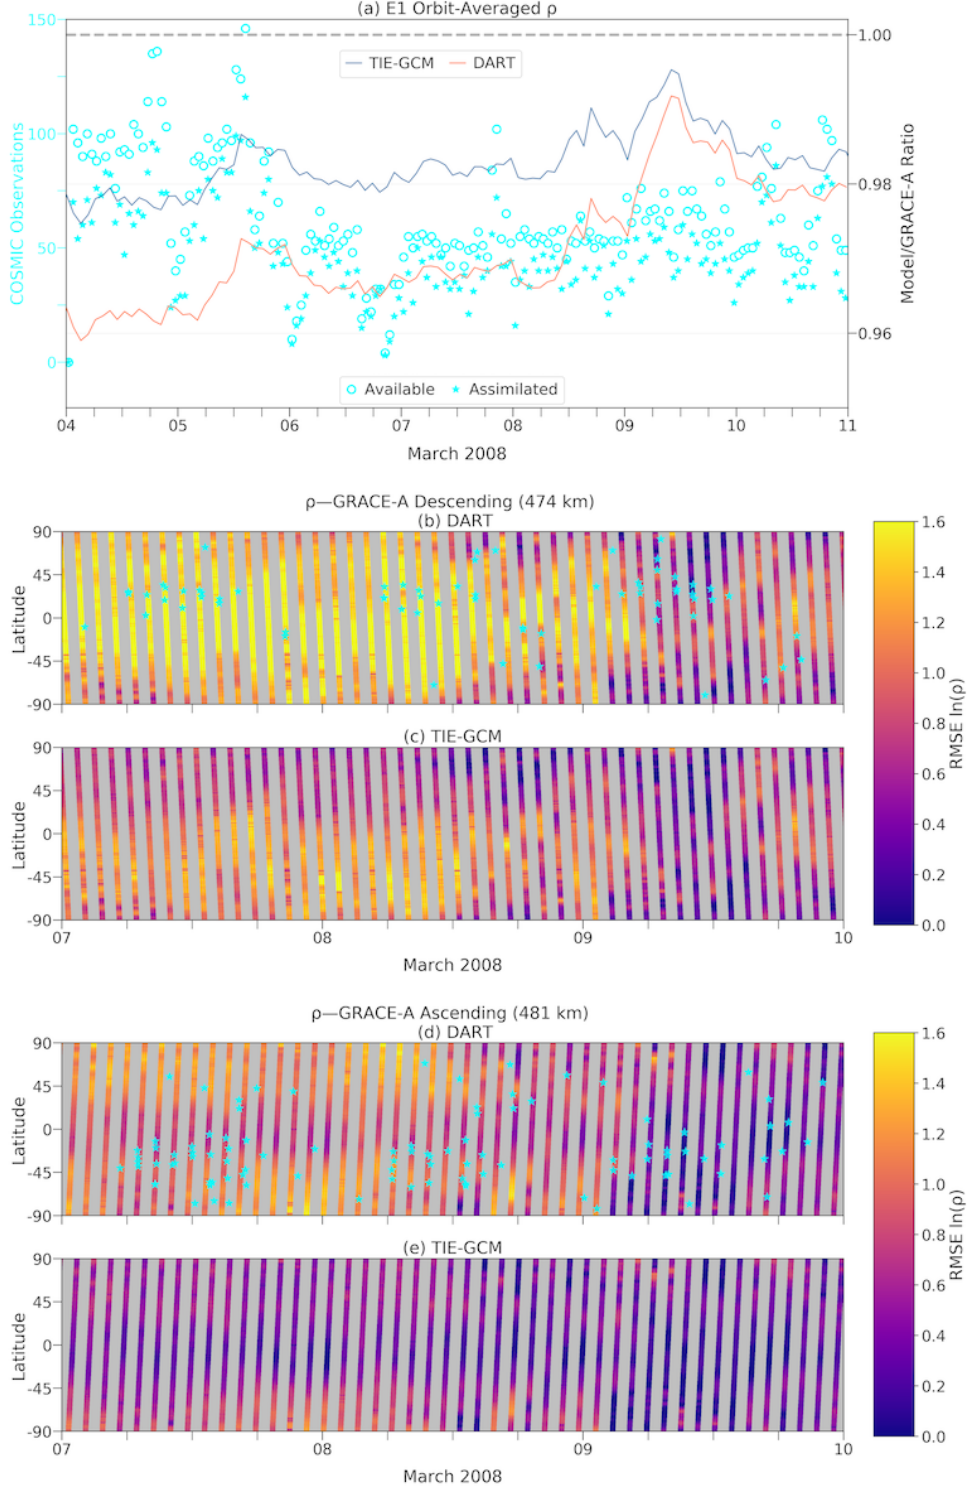 (a) E1 Orbit-Averaged ρ
150
100
50
0
COSMIC Observations
1.00
0.98
0.96
Model/GRACE-A Ratio
TIE-GCM
DART
Available
Assimilated
04
05
06
07
08
09
10
11
March 2008
ρ—GRACE-A Descending (474 km)
(b) DART
90
45
0
-45
-90
Latitude
(c) TIE-GCM
90
45
0
-45
-90
Latitude
07
08
09
10
March 2008
1.6
1.4
1.2
1.0
0.8
0.6
0.4
0.2
0.0
RMSE ln(ρ)
ρ—GRACE-A Ascending (481 km)
(d) DART
90
45
0
-45
-90
Latitude
(e) TIE-GCM
90
45
0
-45
-90
Latitude
07
08
09
10
March 2008
1.6
1.4
1.2
1.0
0.8
0.6
0.4
0.2
0.0
RMSE ln(ρ)